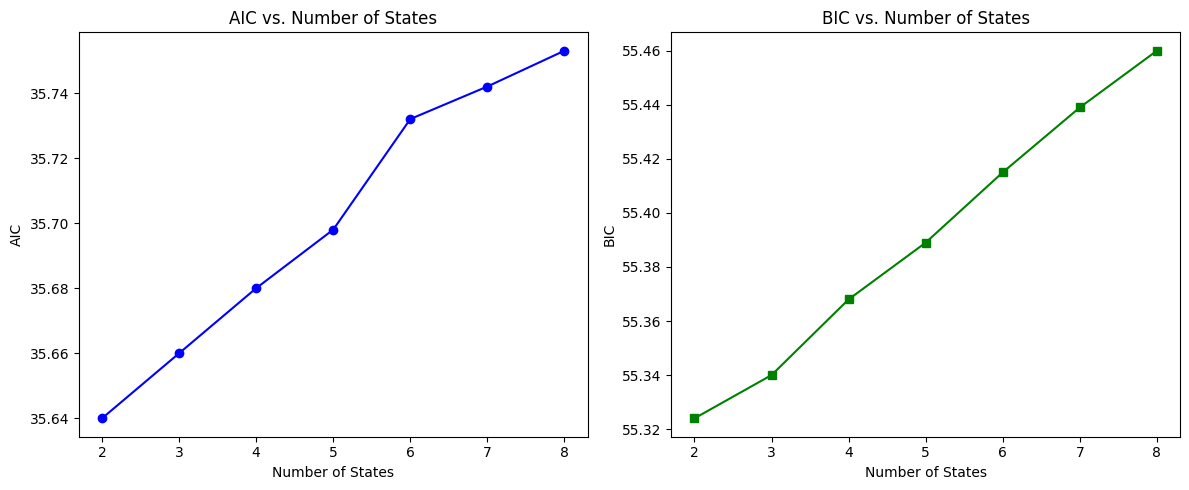 AIC vs. Number of States
AIC
35.74
35.72
35.70
35.68
35.66
35.64
2 3 4 5 6 7 8
Number of States
BIC vs. Number of States
BIC
55.46
55.44
55.42
55.40
55.38
55.36
55.34
55.32
2 3 4 5 6 7 8
Number of States